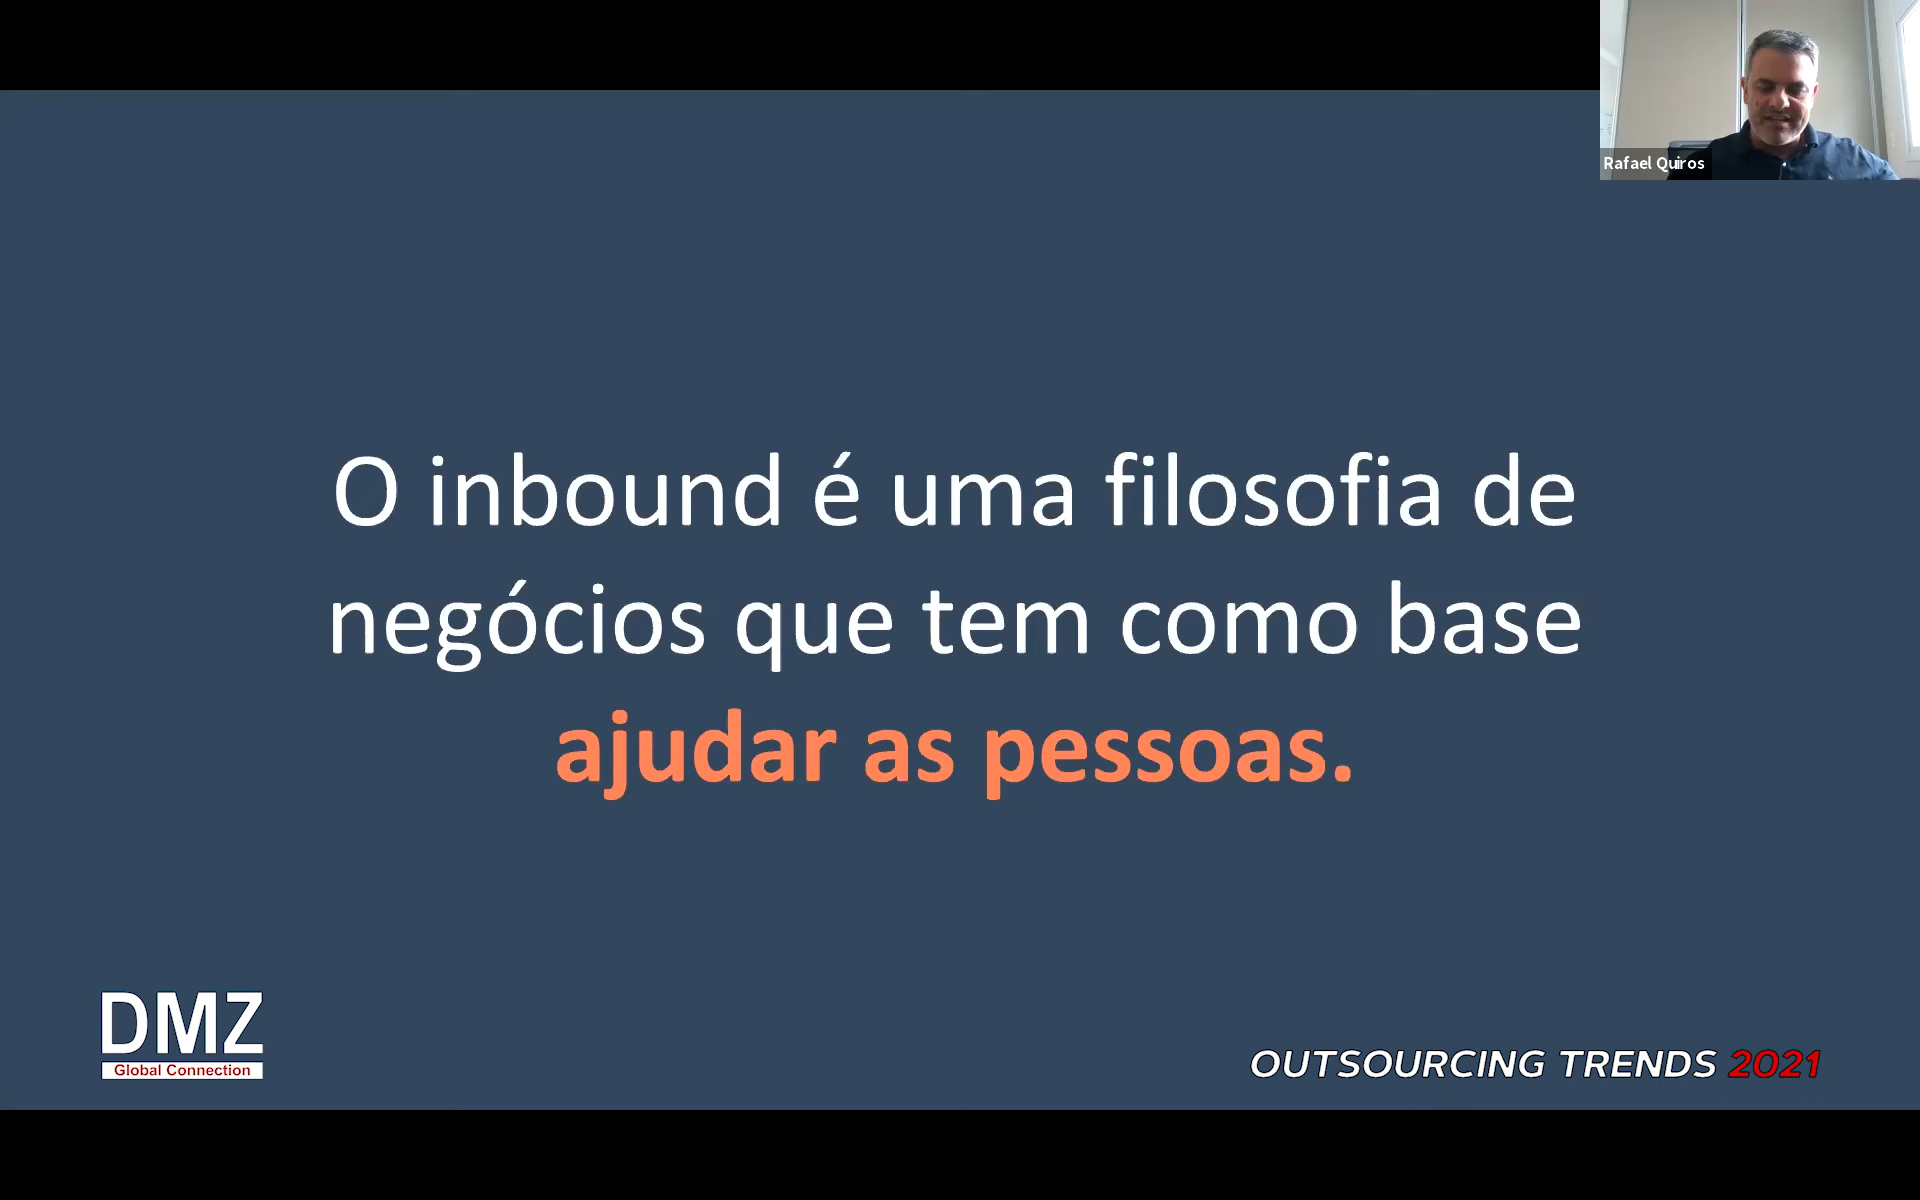 Rafael Quiros
O inbound é uma filosofia de
negócios que tem como base
ajudar as pessoas.
DMZ
Global Connection
OUTSOURCING TRENDS 2021